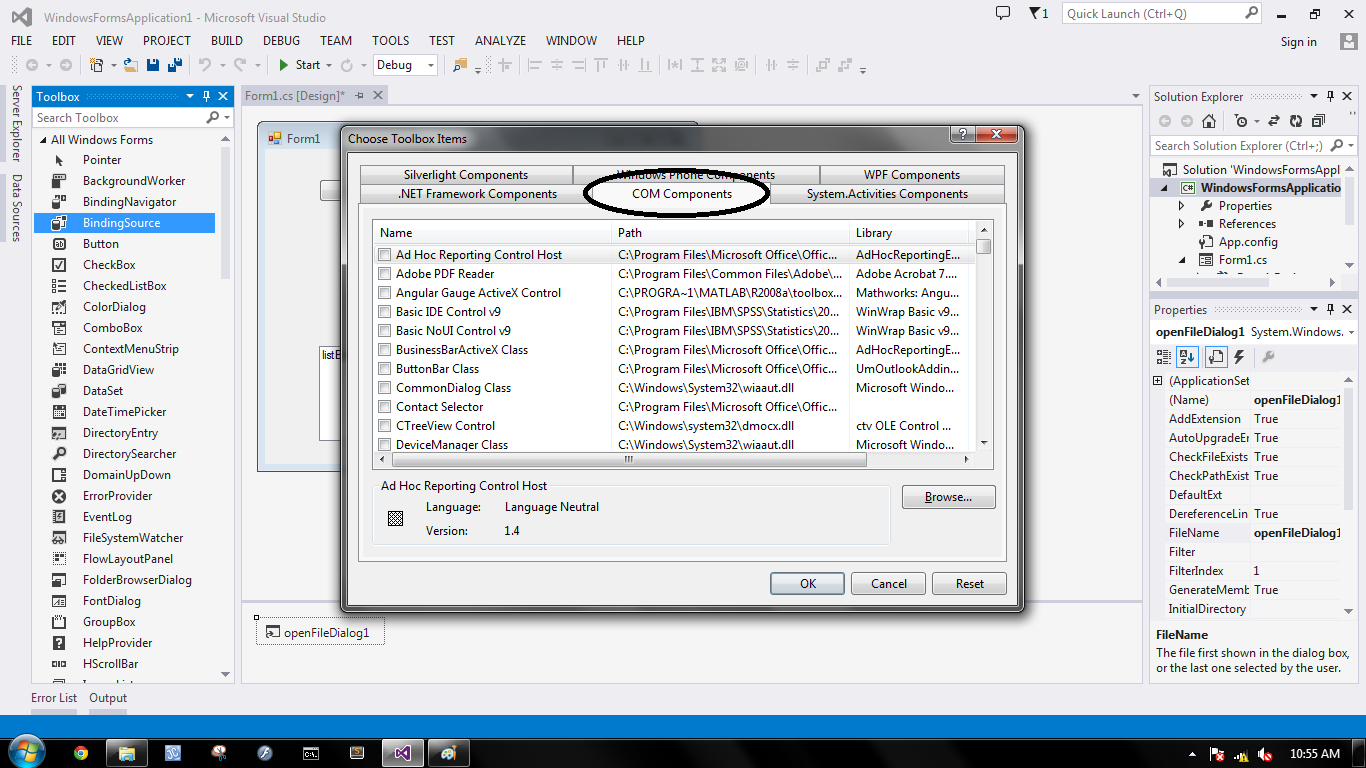 WindowsFormsApplication1 - Microsoft Visual Studio
1
Quick Launch (Ctrl+Q)
FILE EDIT VIEW PROJECT BUILD DEBUG TEAM TOOLS TEST ANALYZE WINDOW HELP
Sign in
Start Debug
Server Explorer
Data Sources
Toolbox
Search Toolbox
All Windows Forms
Pointer
BackgroundWorker
BindingNavigator
BindingSource
Button
CheckBox
CheckedListBox
ColorDialog
ComboBox
ContextMenuStrip
DataGridView
DataSet
DateTimePicker
DirectoryEntry
DirectorySearcher
DomainUpDown
ErrorProvider
EventLog
FileSystemWatcher
FlowLayoutPanel
FolderBrowserDialog
FontDialog
GroupBox
HelpProvider
HScrollBar
Form1.cs [Design]*
Form1
Choose Toolbox Items
Silverlight Components Windows Phone Components WPF Components
.NET Framework Components COM Components System.Activities Components
Name Path Library
Ad Hoc Reporting Control Host C:\Program Files\Microsoft Office\Offic... AdHocReportingE...
Adobe PDF Reader C:\Program Files\Common Files\Adobe\... Adobe Acrobat 7....
Angular Gauge ActiveX Control C:\PROGRA~1\MATLAB\R2008a\toolbox... Mathworks: Angu...
Basic IDE Control v9 C:\Program Files\IBM\SPSS\Statistics\20... WinWrap Basic v9...
Basic NoUI Control v9 C:\Program Files\IBM\SPSS\Statistics\20... WinWrap Basic v9...
BusinessBarActiveX Class C:\Program Files\Microsoft Office\Offic... AdHocReportingE...
ButtonBar Class C:\Program Files\Microsoft Office\Offic... UmOutlookAddin...
CommonDialog Class C:\Windows\System32\wiaaut.dll Microsoft Windo...
Contact Selector C:\Program Files\Microsoft Office\Offic...
CTreeView Control C:\Windows\system32\dmocx.dll ctv OLE Control ...
DeviceManager Class C:\Windows\System32\wiaaut.dll Microsoft Windo...
Ad Hoc Reporting Control Host
Language: Language Neutral
Version: 1.4
Browse...
OK Cancel Reset
openFileDialog1
Solution Explorer
Search Solution Explorer (Ctrl+;)
Solution 'WindowsFormsAppl
C# WindowsFormsApplicatio
Properties
References
App.config
Form1.cs
Properties
openFileDialog1 System.Windows.
(ApplicationSet
(Name) openFileDialog1
AddExtension True
AutoUpgradeEn True
CheckFileExists True
CheckPathExist True
DefaultExt
DereferenceLin True
FileName openFileDialog1
Filter
FilterIndex 1
GenerateMemb True
InitialDirectory
FileName
The file first shown in the dialog box,
or the last one selected by the user.
Error List Output
10:55 AM